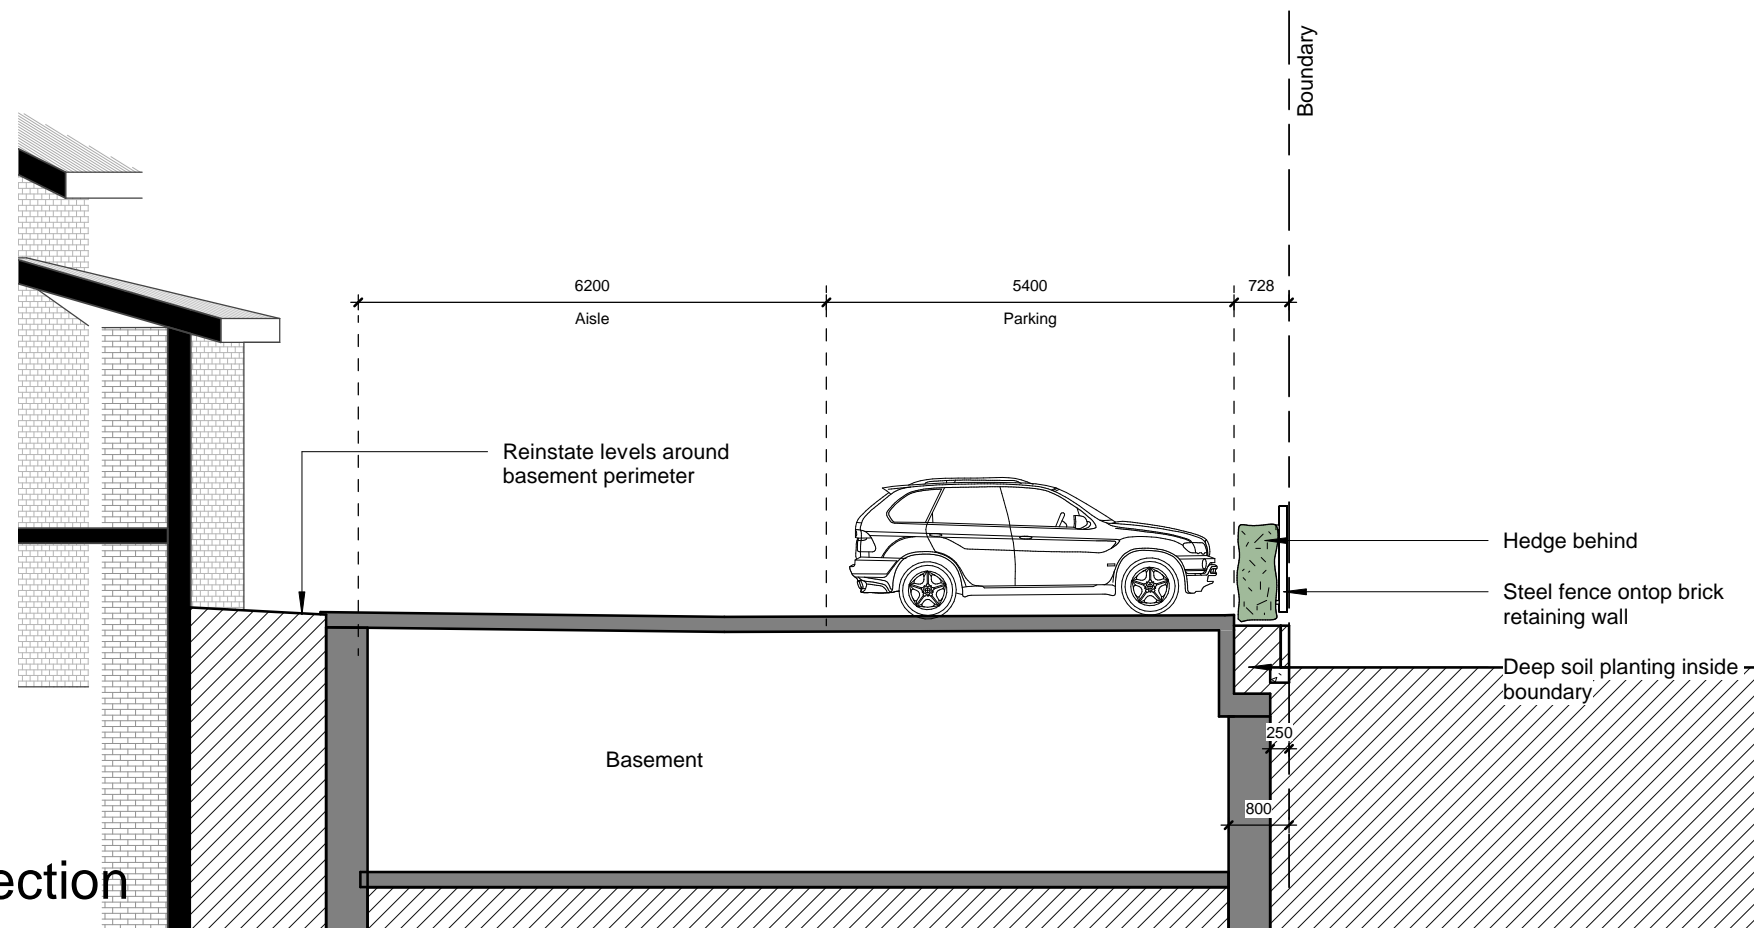 Boundary
6200
5400
728
Aisle
Parking
Reinstate levels around
basement perimeter
Hedge behind
Steel fence ontop brick
retaining wall
Deep soil planting inside
boundary
250
Basement
800
ection